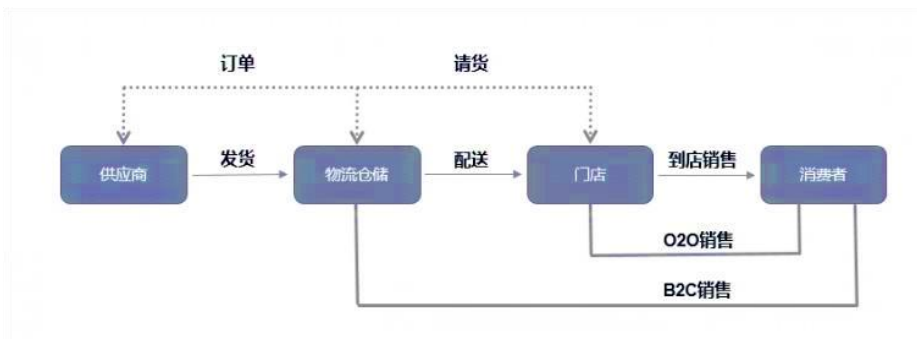 订单
请货
供应商
发货
物流仓储
配送
门店
到店销售
消费者
O2O销售
B2C销售